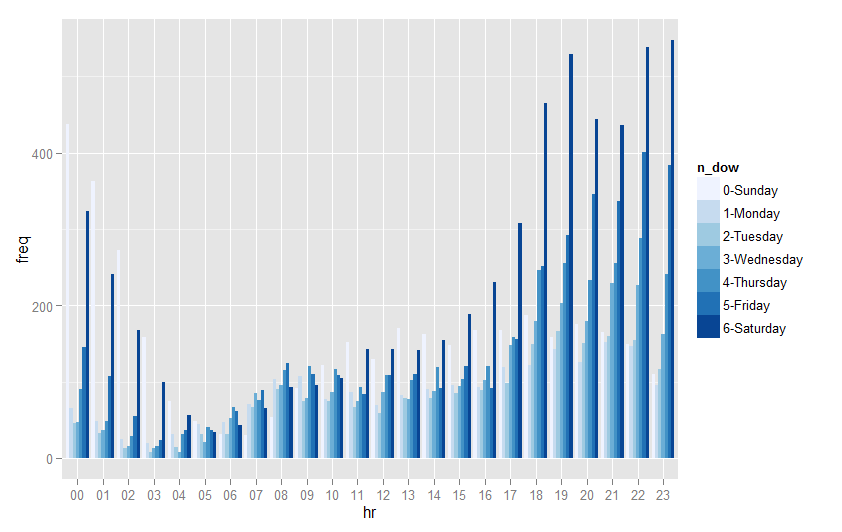 400
200
0
freq
00 01 02 03 04 05 06 07 08 09 10 11 12 13 14 15 16 17 18 19 20 21 22 23
hr
n_dow
0-Sunday
1-Monday
2-Tuesday
3-Wednesday
4-Thursday
5-Friday
6-Saturday